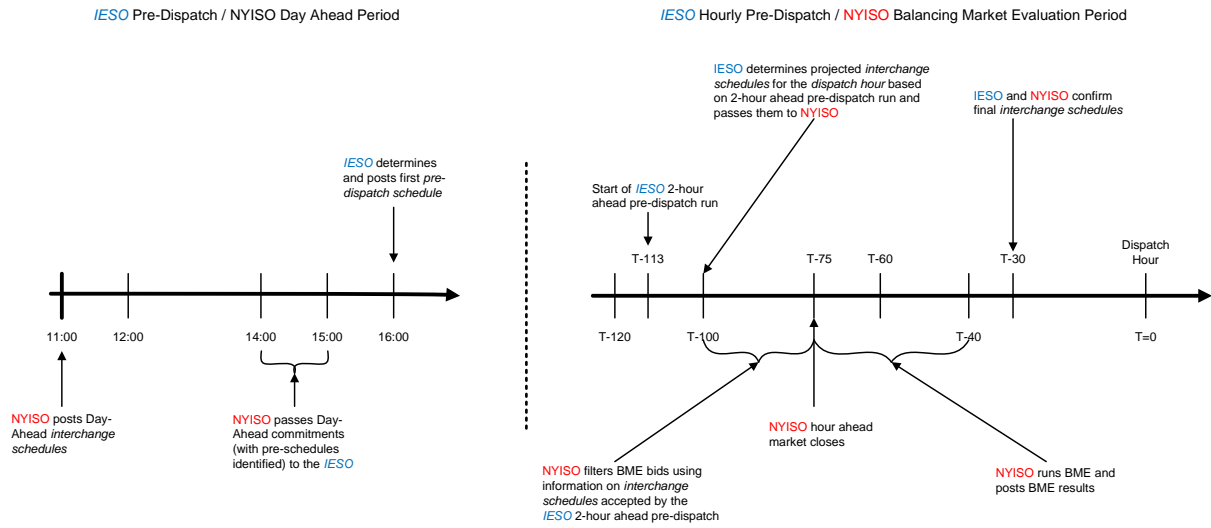 IESO Pre-Dispatch / NYISO Day Ahead Period
IESO determines
and posts first pre-
dispatch schedule
11:00
12:00
14:00
15:00
16:00
NYISO posts Day-
Ahead interchange
schedules
NYISO passes Day-
Ahead commitments
(with pre-schedules
identified) to the IESO
IESO Hourly Pre-Dispatch / NYISO Balancing Market Evaluation Period
IESO determines projected interchange
schedules for the dispatch hour based
on 2-hour ahead pre-dispatch run and
passes them to NYISO
IESO and NYISO confirm
final interchange schedules
Start of IESO 2-hour
ahead pre-dispatch run
T-113
T-75
T-60
T-30
Dispatch
Hour
T-120
T-100
T-40
T=0
NYISO hour ahead
market closes
NYISO filters BME bids using
information on interchange
schedules accepted by the
IESO 2-hour ahead pre-dispatch
NYISO runs BME and
posts BME results